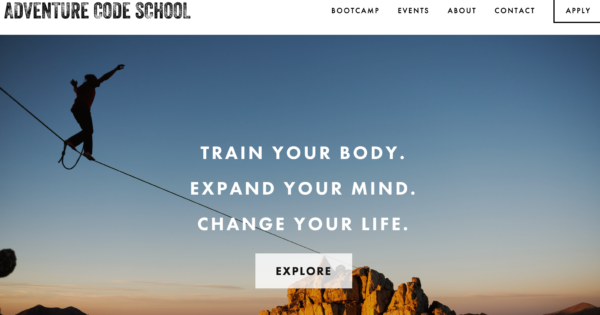 ADVENTURE CODE SCHOOL
BOOTCAMP EVENTS ABOUT CONTACT APPLY
TRAIN YOUR BODY.
EXPAND YOUR MIND.
CHANGE YOUR LIFE.
EXPLORE